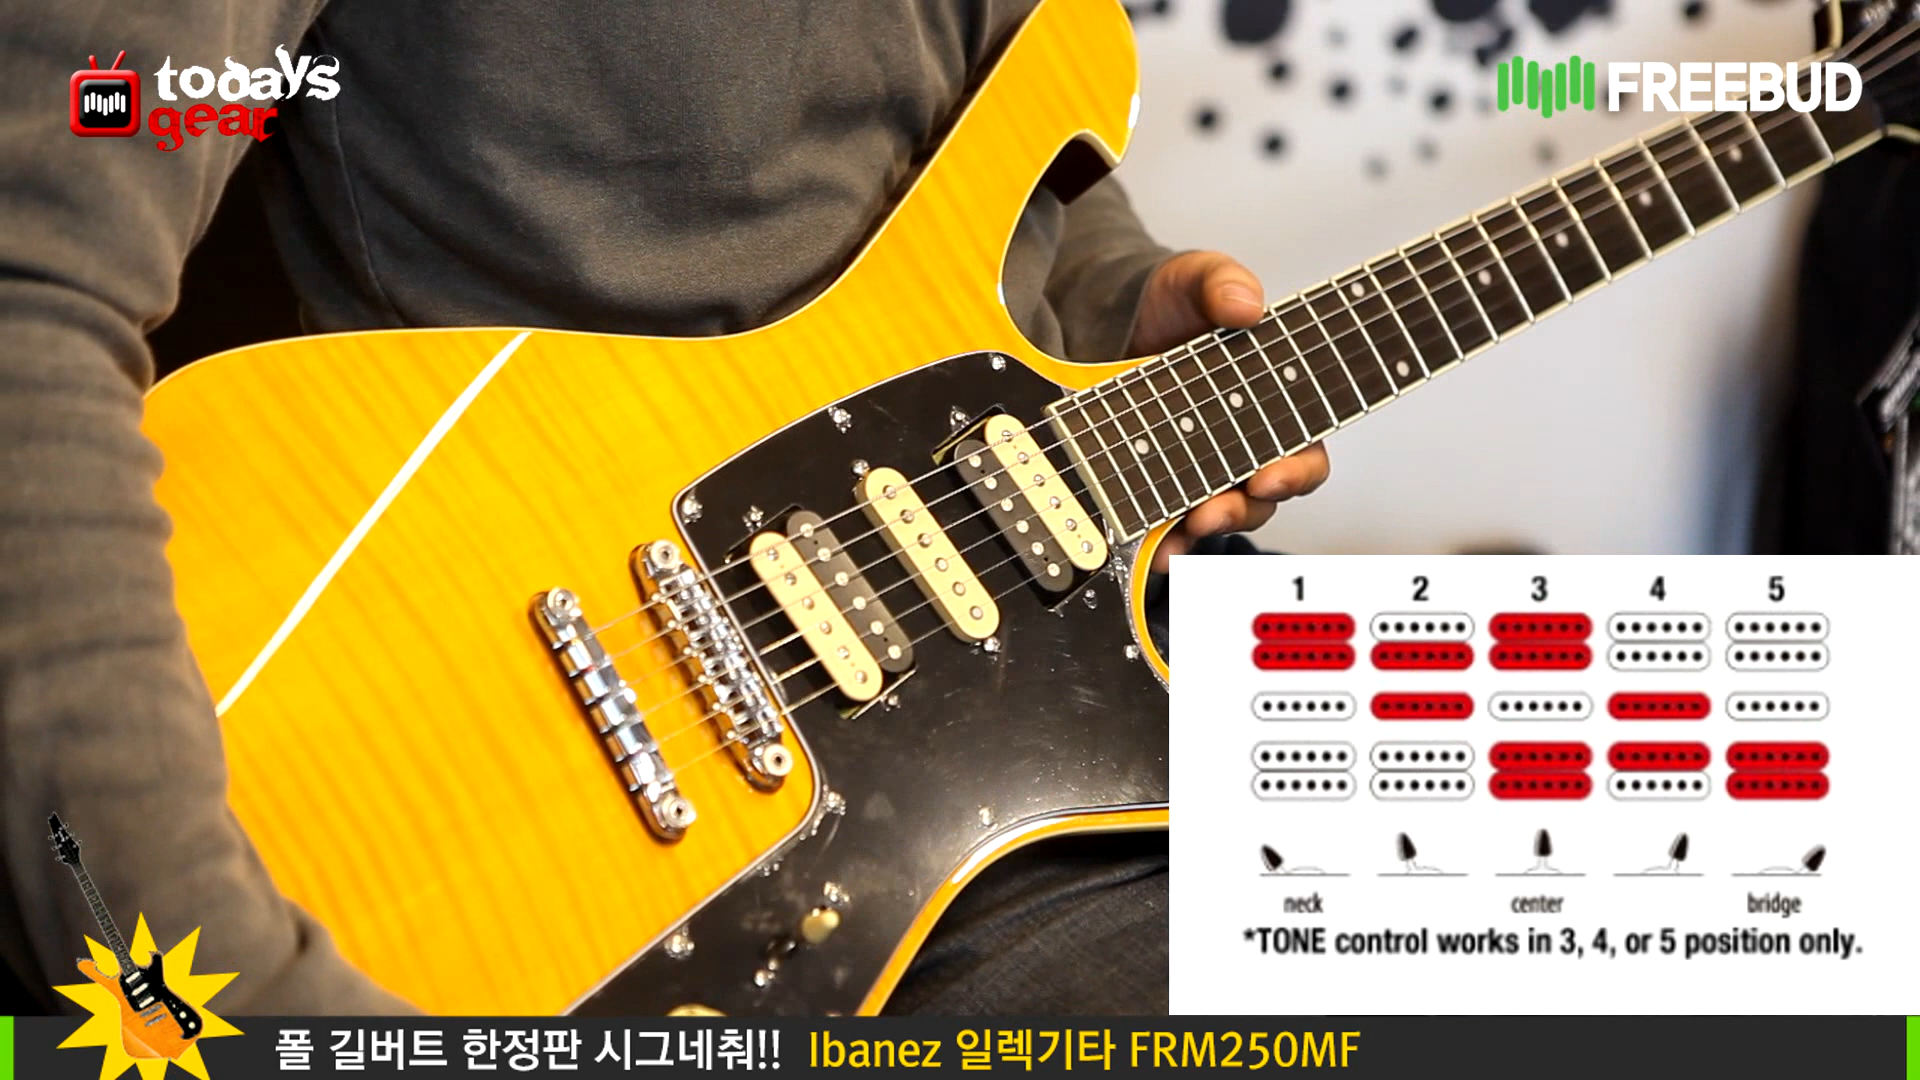 todays
gear
FREEBUD
1 2 3 4 5
neck center bridge
*TONE control works in 3, 4, or 5 position only.
폴 길버트 한정판 시그네춰!! Ibanez 일렉기타 FRM250MF